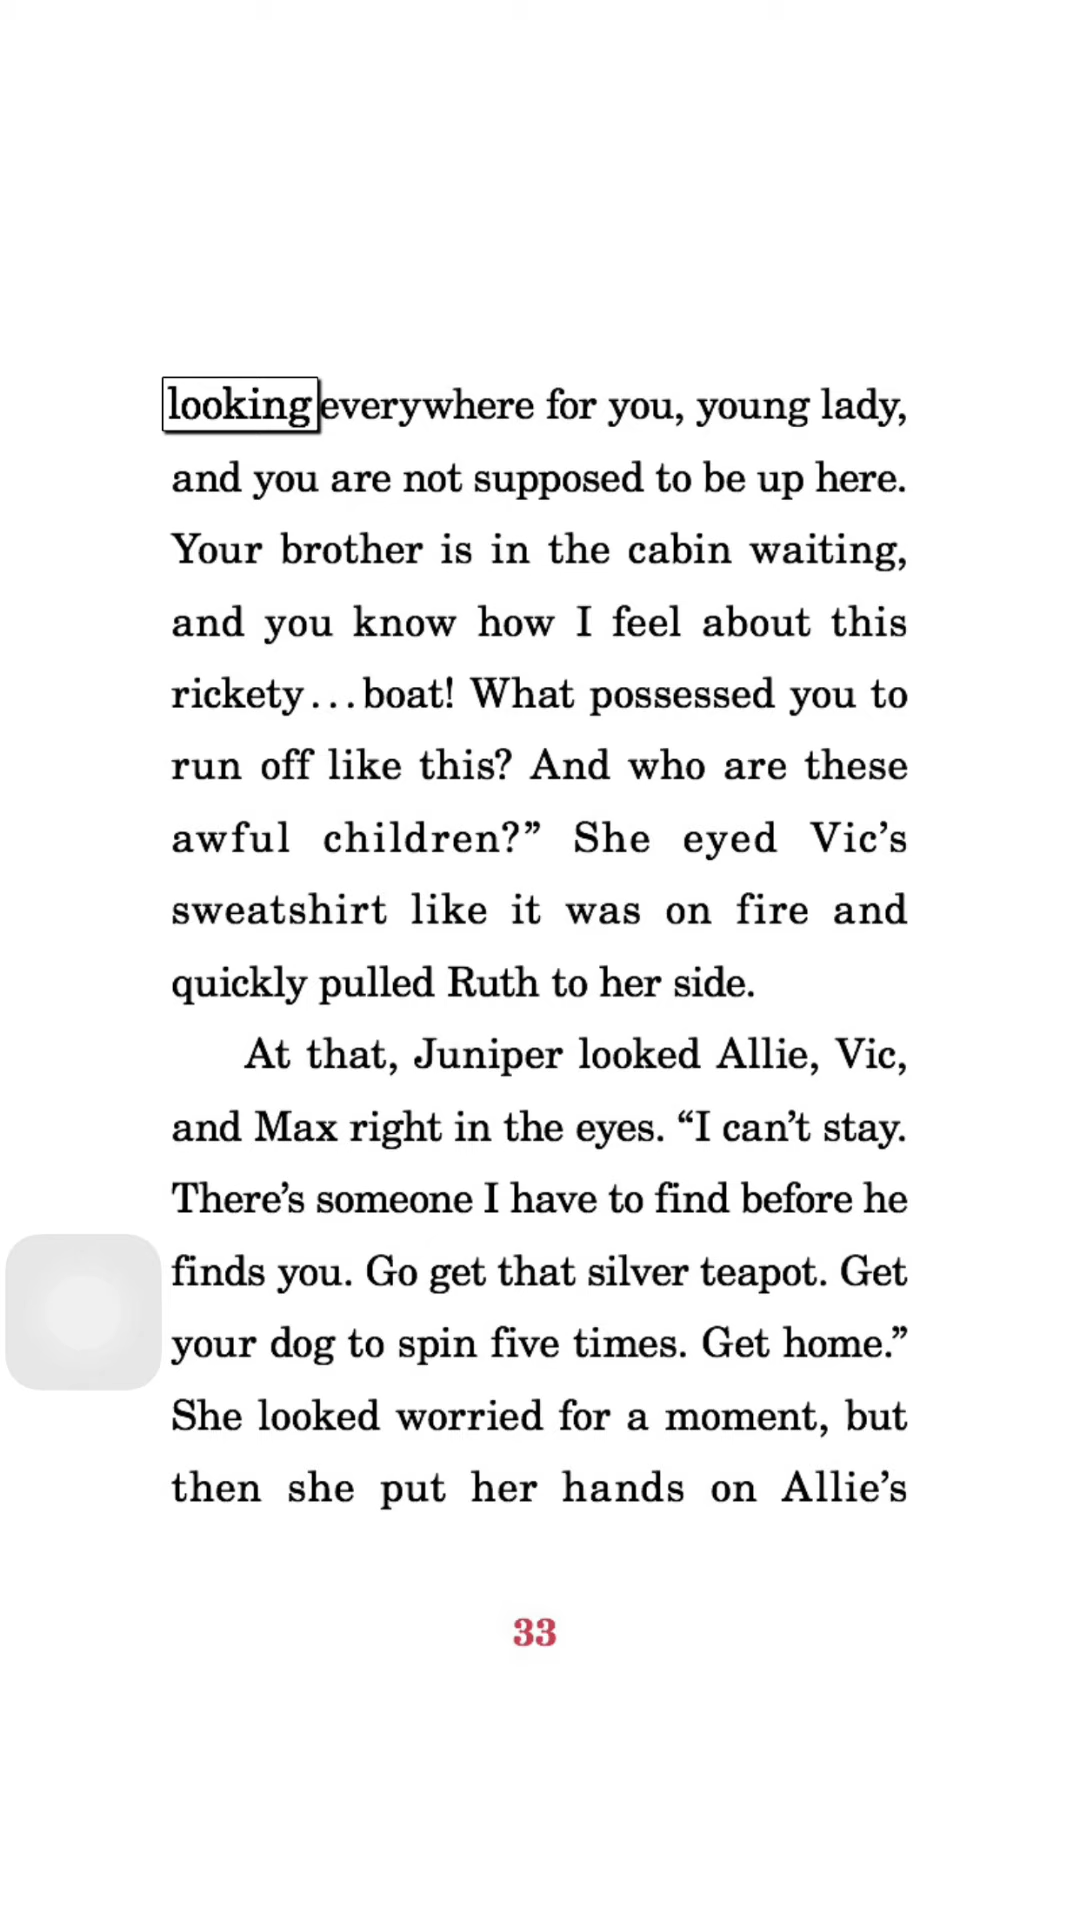 looking everywhere for you, young lady,
and you are not supposed to be up here.
Your brother is in the cabin waiting,
and you know how I feel about this
rickety...boat! What possessed you to
run off like this? And who are these
awful children?” She eyed Vic’s
sweatshirt like it was on fire and
quickly pulled Ruth to her side.
At that, Juniper looked Allie, Vic,
and Max right in the eyes. “I can’t stay.
There’s someone I have to find before he
finds you. Go get that silver teapot. Get
your dog to spin five times. Get home.”
She looked worried for a moment, but
then she put her hands on Allie’s
33